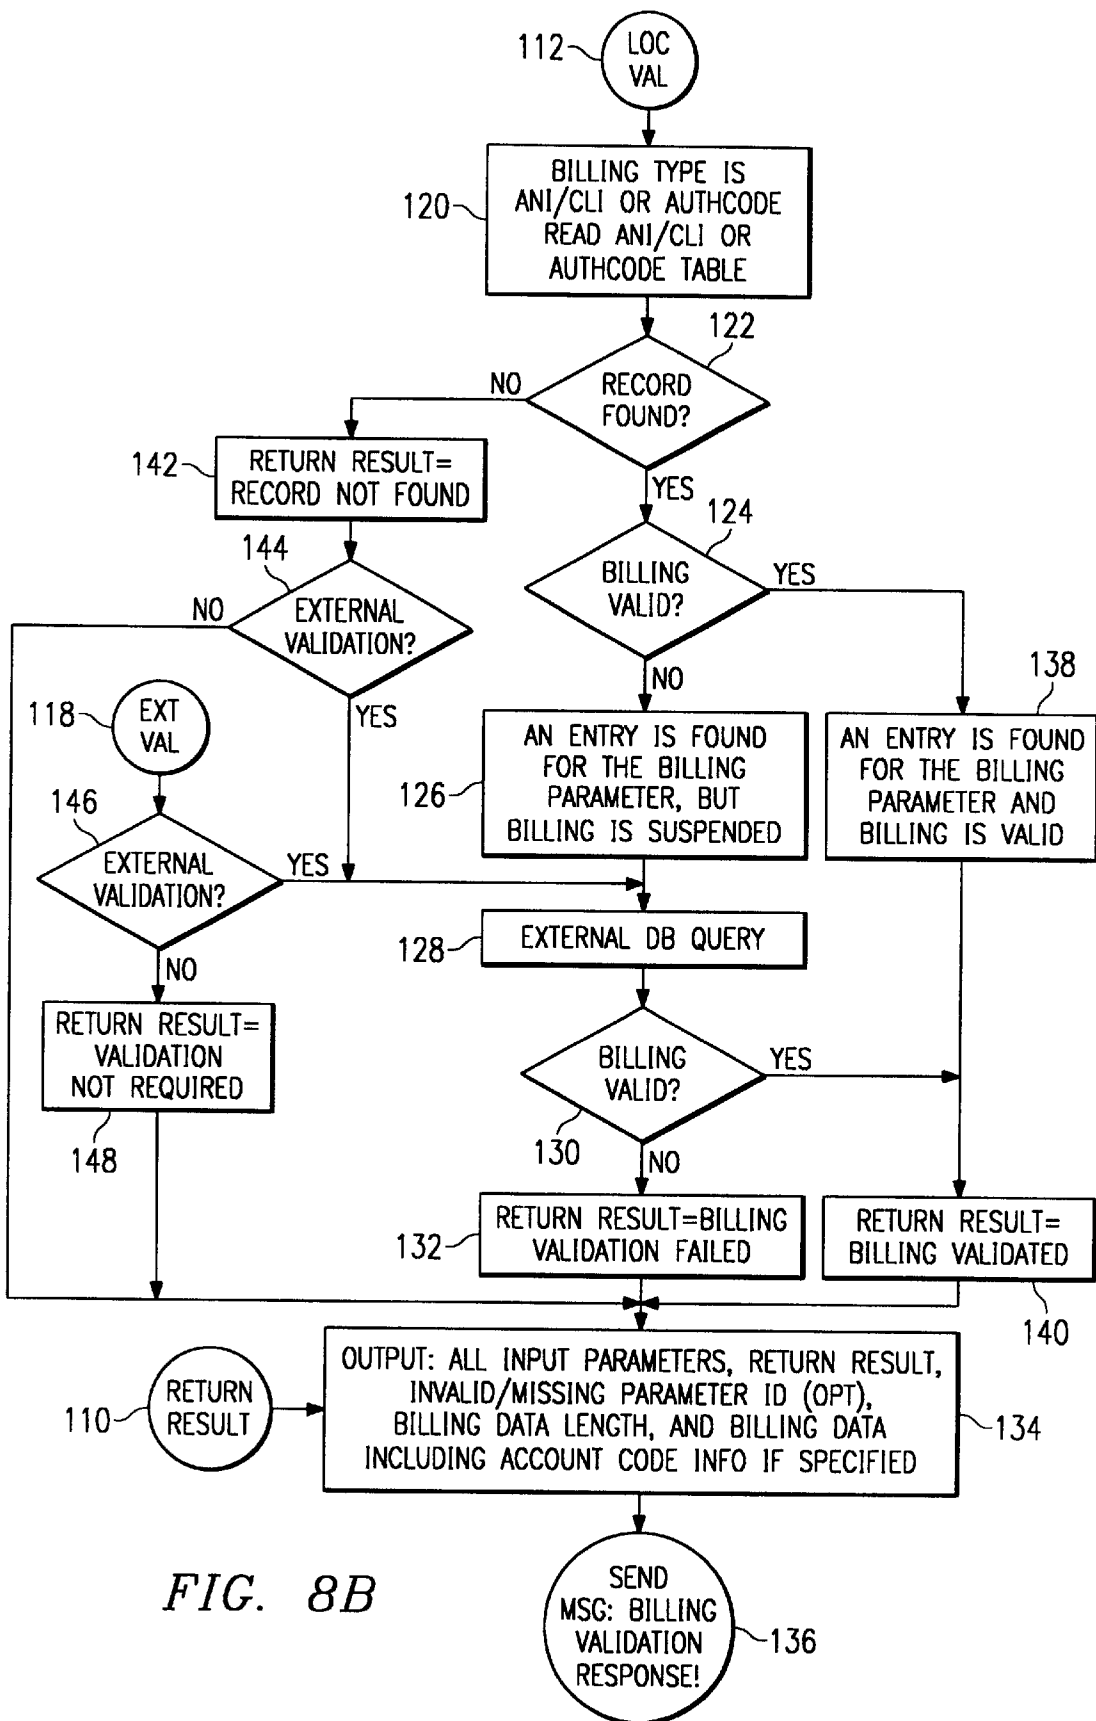 112
LOC
VAL
120
BILLING TYPE IS
ANI/CLI OR AUTHCODE
READ ANI/CLI OR
AUTHCODE TABLE
122
RECORD
FOUND?
NO
YES
142
RETURN RESULT=
RECORD NOT FOUND
124
BILLING
VALID?
YES
NO
144
EXTERNAL
VALIDATION?
NO
YES
138
AN ENTRY IS FOUND
FOR THE BILLING
PARAMETER AND
BILLING IS VALID
118
EXT
VAL
126
AN ENTRY IS FOUND
FOR THE BILLING
PARAMETER, BUT
BILLING IS SUSPENDED
146
EXTERNAL
VALIDATION?
YES
NO
128
EXTERNAL DB QUERY
148
RETURN RESULT=
VALIDATION
NOT REQUIRED
130
BILLING
VALID?
YES
NO
132
RETURN RESULT=BILLING
VALIDATION FAILED
RETURN RESULT=
BILLING VALIDATED
140
110
RETURN
RESULT
OUTPUT: ALL INPUT PARAMETERS, RETURN RESULT,
INVALID/MISSING PARAMETER ID (OPT),
BILLING DATA LENGTH, AND BILLING DATA
INCLUDING ACCOUNT CODE INFO IF SPECIFIED
134
SEND
MSG: BILLING
VALIDATION
RESPONSE!
136
FIG. 8B